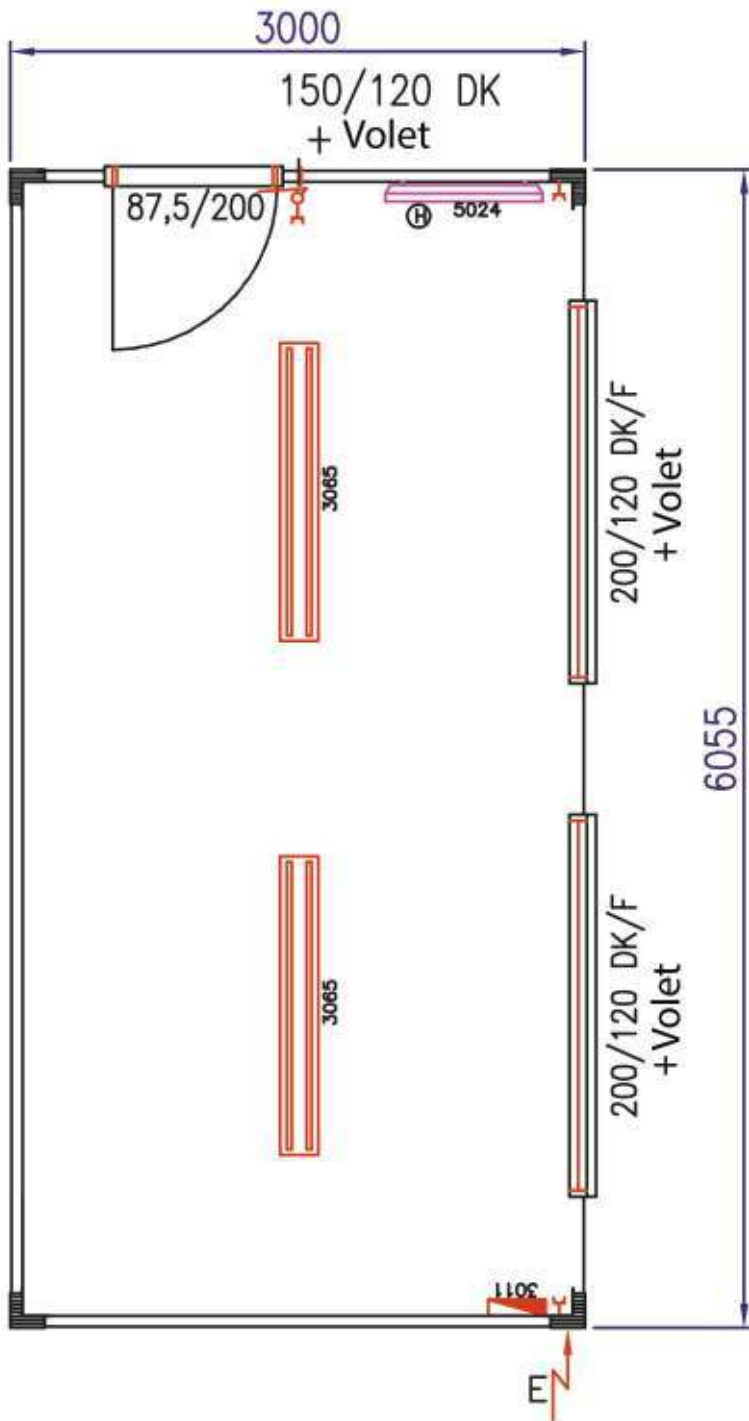 3000
150/120 DK
+ Volet
87,5/200
H
5024
3065
200/120 DK/F
+ Volet
6055
3065
200/120 DK/F
+ Volet
3011
E